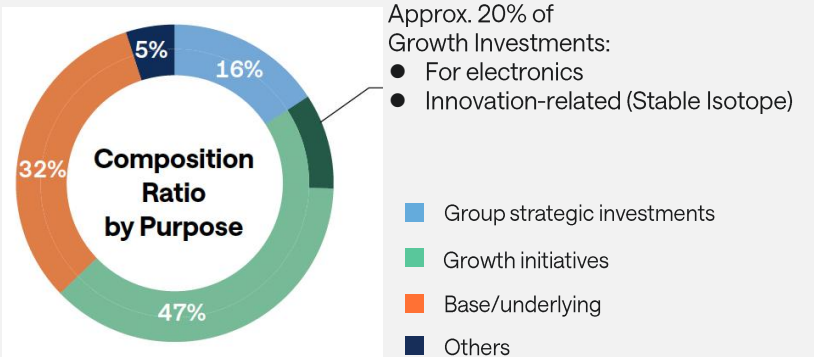 Approx. 20% of
Growth Investments:
● For electronics
● Innovation-related (Stable Isotope)
5%
16%
32%
47%
Composition
Ratio
by Purpose
Group strategic investments
Growth initiatives
Base/underlying
Others